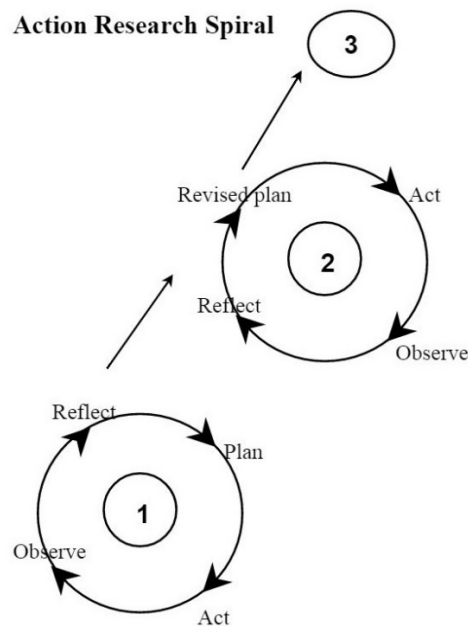 Action Research Spiral
3
Revised plan
Act
2
Reflect
Observe
Reflect
Plan
1
Observe
Act